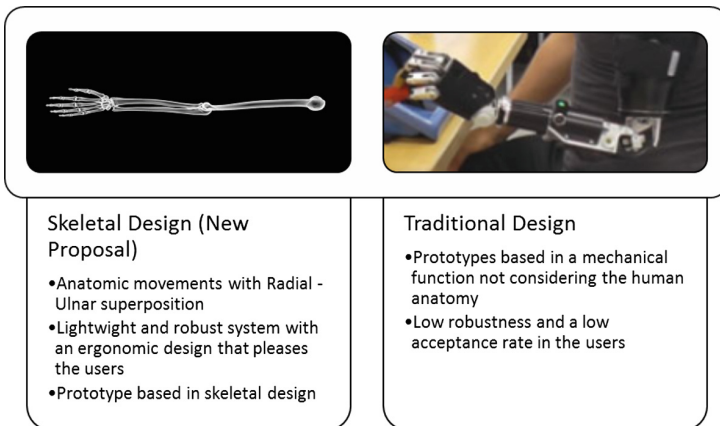 Skeletal Design (New
Proposal)
•Anatomic movements with Radial -
Ulnar superposition
•Lightwight and robust system with
an ergonomic design that pleases
the users
•Prototype based in skeletal design
Traditional Design
•Prototypes based in a mechanical
function not considering the human
anatomy
•Low robustness and a low
acceptance rate in the users